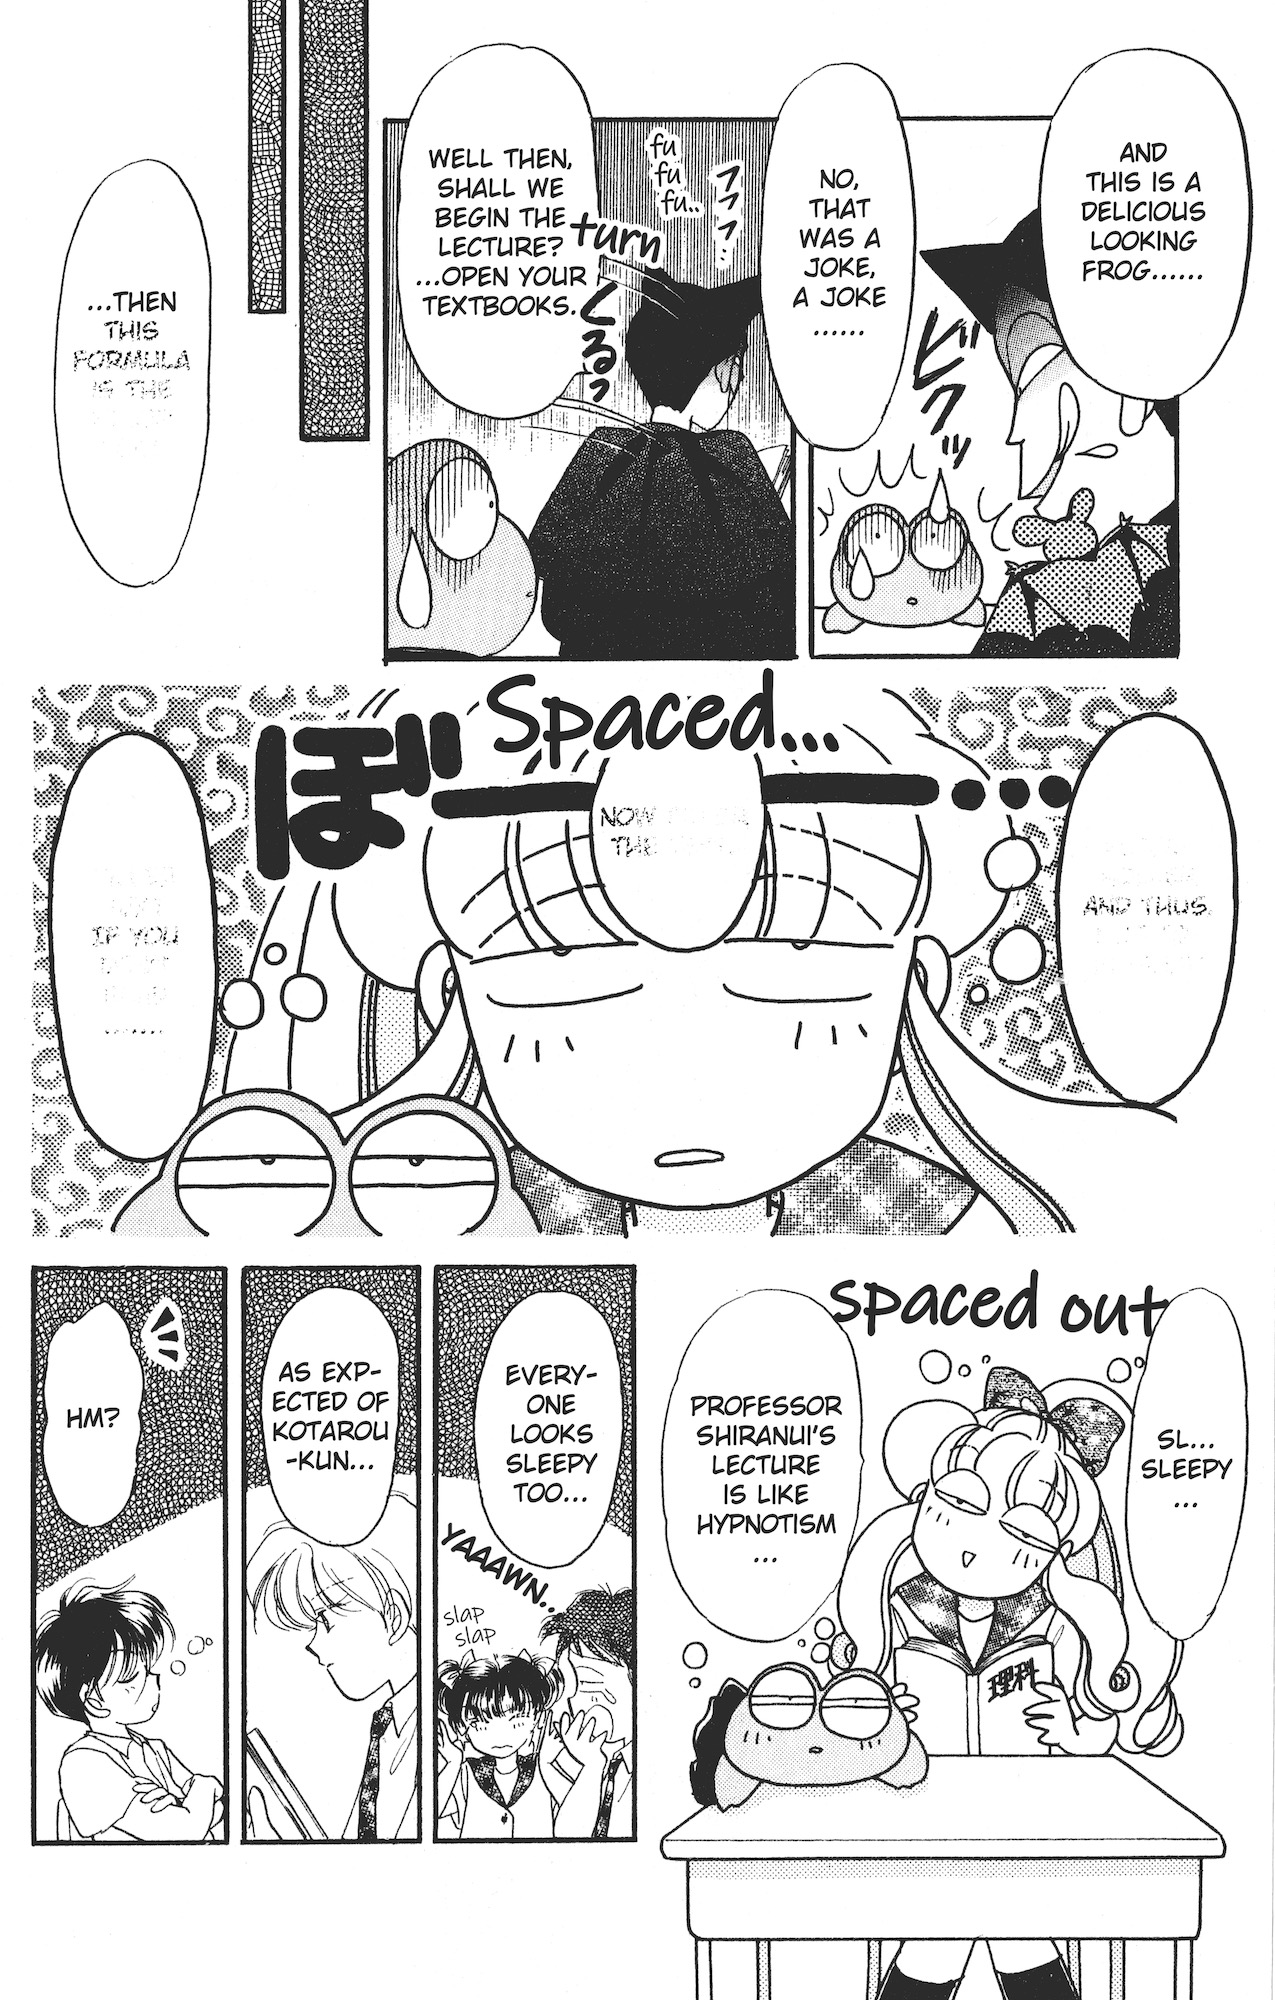 AND
THIS IS A
DELICIOUS
LOOKING
FROG......
ビクッ
NO,
THAT
WAS A
JOKE,
A JOKE
......
フフフ..
fu
fu
fu..
WELL THEN,
SHALL WE
BEGIN THE
LECTURE?
...OPEN YOUR
TEXTBOOKS.
turn
くるっ
...THEN
THIS
FORMULA
IS THE
AND THUS,
Spaced...
ぼー・・・
NOW
THE
IF YOU
spaced out
SL...
SLEEPY
...
PROFESSOR
SHIRANUI'S
LECTURE
IS LIKE
HYPNOTISM
...
理科
EVERY-
ONE
LOOKS
SLEEPY
TOO...
YAAAWN..
slap
slap
AS EXP-
ECTED OF
KOTAROU
-KUN...
HM?